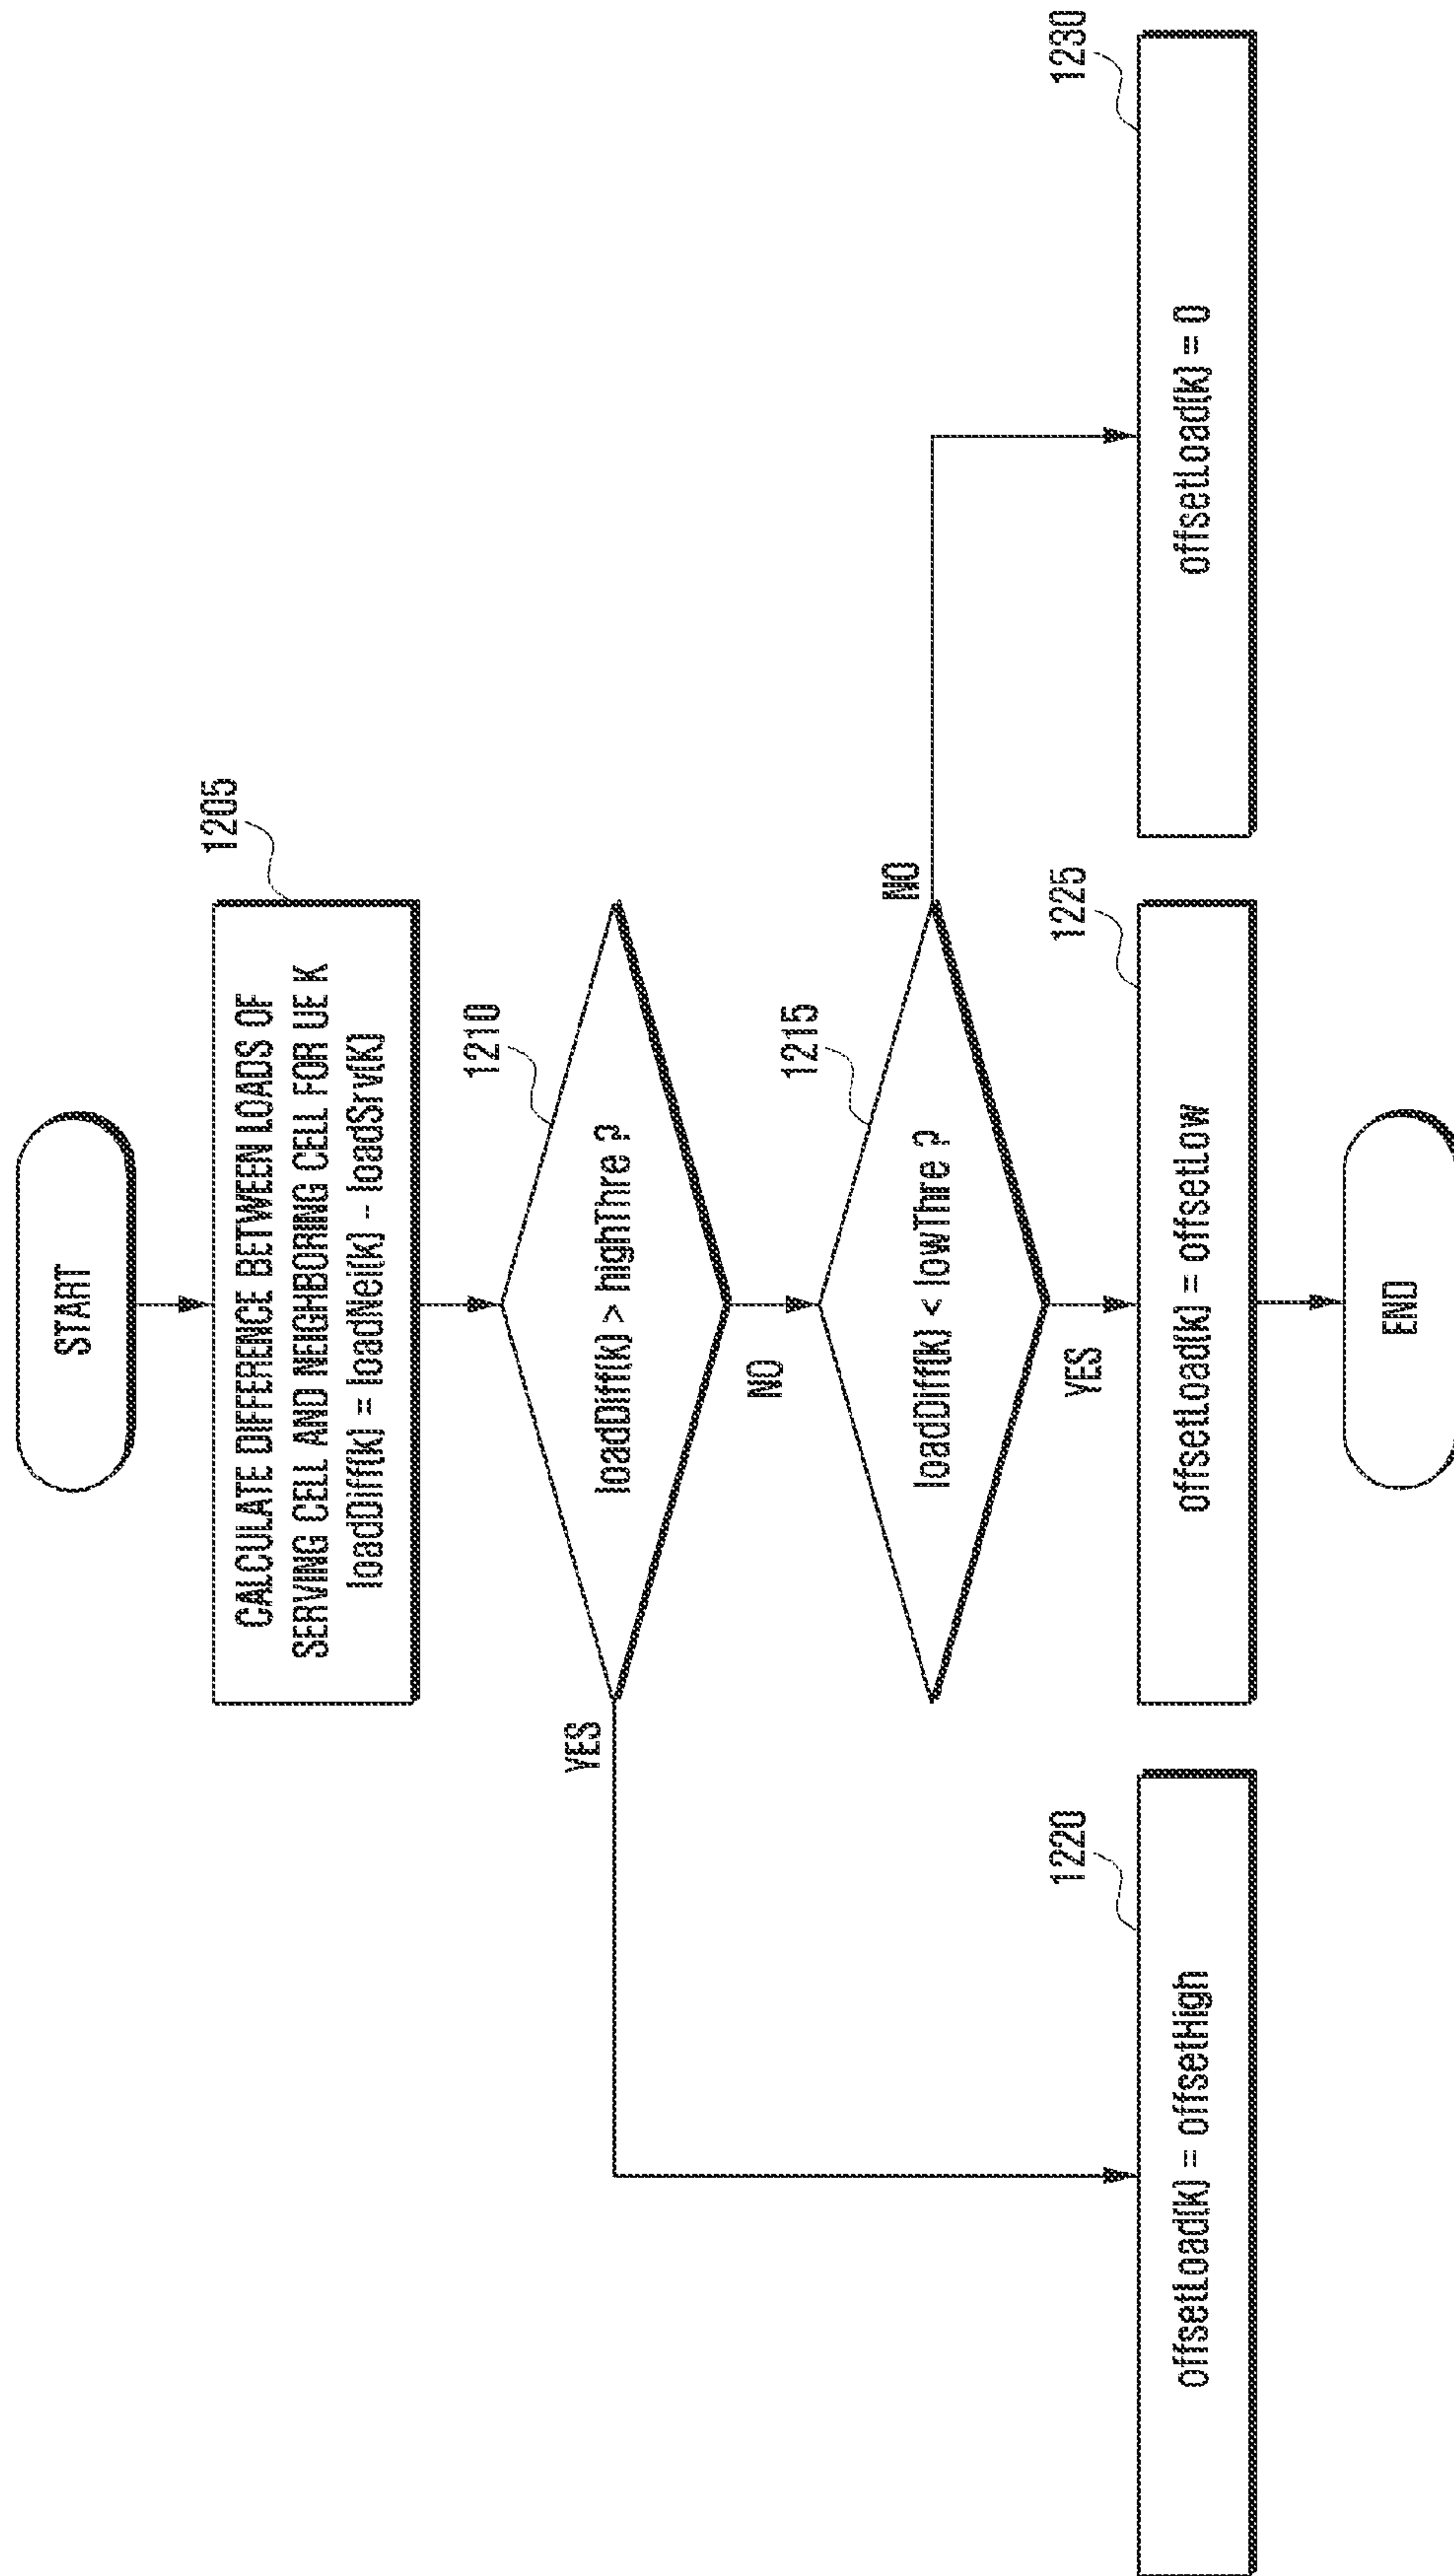 START
1205
CALCULATE DIFFERENCE BETWEEN LOADS OF
SERVING CELL AND NEIGHBORING CELL FOR UE K
loadDiff(k) = loadNei(k) - loadSrv(k)
1210
loadDiff(k) > highThre ?
YES
NO
1215
loadDiff(k) < lowThre ?
NO
YES
1220
offsetLoad(k) = offsetHigh
1225
offsetLoad(k) = offsetLow
1230
offsetLoad(k) = 0
END